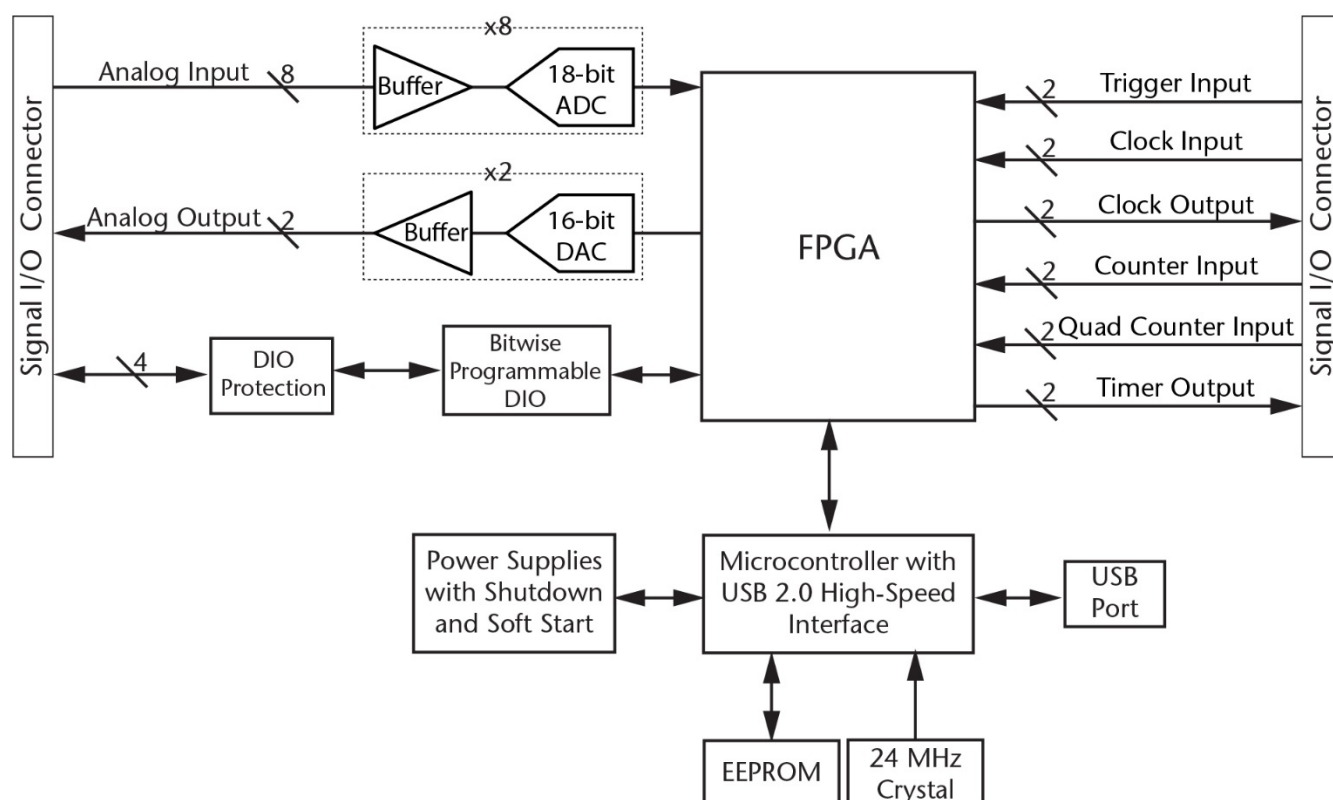 Signal I/O Connector
Analog Input
8
x8
Buffer
18-bit
ADC
Analog Output
2
x2
Buffer
16-bit
DAC
4
DIO
Protection
Bitwise
Programmable
DIO
FPGA
2
Trigger Input
2
Clock Input
2
Clock Output
2
Counter Input
2
Quad Counter Input
2
Timer Output
Signal I/O Connector
Power Supplies
with Shutdown
and Soft Start
Microcontroller with
USB 2.0 High-Speed
Interface
USB
Port
EEPROM
24 MHz
Crystal